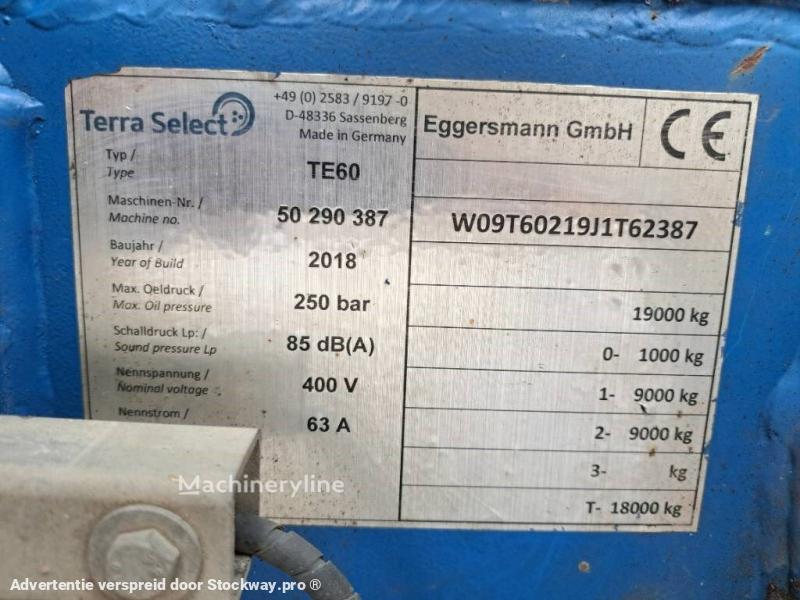 Terra Select
+49 (0) 2583 / 9197 -0
D-48336 Sassenberg
Made in Germany
Typ /
Type
TE60
Maschinen-Nr. /
Machine no.
50 290 387
Baujahr /
Year of Build
2018
Max. Oeldruck /
Max. Oil pressure
250 bar
Schalldruck Lp: /
Sound pressure Lp
85 dB(A)
Nennspannung /
Nominal voltage
400 V
Nennstrom /
63 A
Eggersmann GmbH
CE
W09T60219J1T62387
19000 kg
0- 1000 kg
1- 9000 kg
2- 9000 kg
3- kg
T- 18000 kg
Machineryline
Advertentie verspreid door Stockway.pro ®